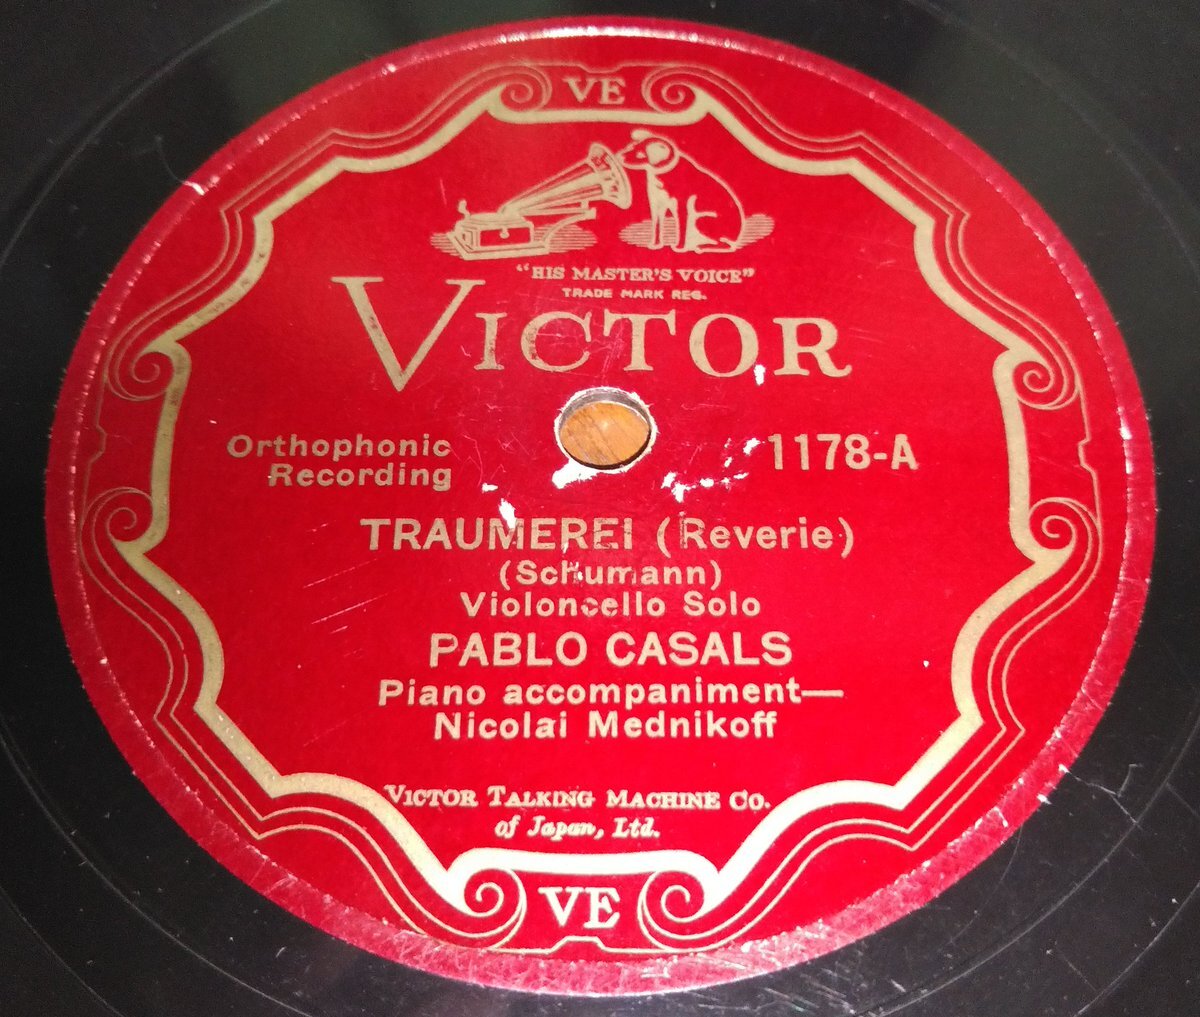 VE
"HIS MASTER'S VOICE"
TRADE MARK REG.
VICTOR
Orthophonic
Recording
1178-A
TRAUMEREI (Reverie)
(Schumann)
Violoncello Solo
PABLO CASALS
Piano accompaniment—
Nicolai Mednikoff
VICTOR TALKING MACHINE CO.
of Japan, Ltd.
VE